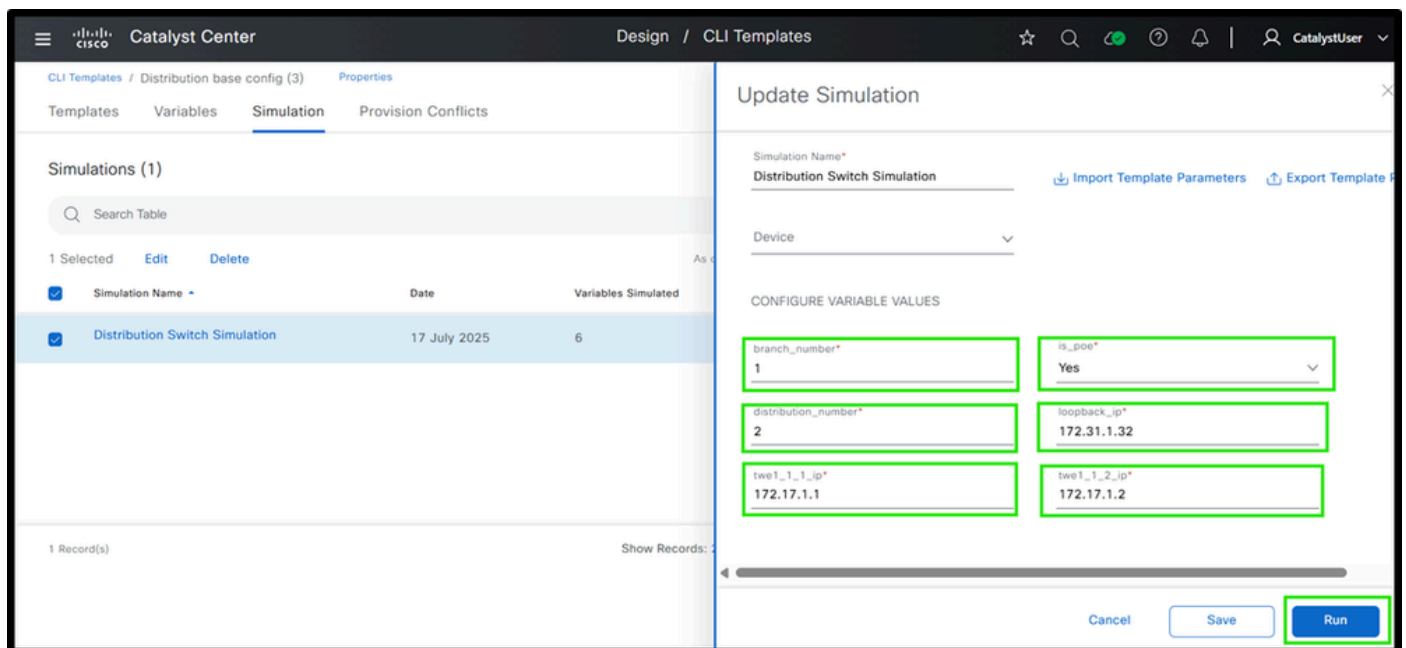 cisco Catalyst Center Design / CLI Templates CatalystUser
CLI Templates / Distribution base config (3) Properties
Templates Variables Simulation Provision Conflicts
Simulations (1)
Search Table
1 Selected Edit Delete As
Simulation Name Date Variables Simulated
Distribution Switch Simulation 17 July 2025 6
1 Record(s) Show Records:
Update Simulation
Simulation Name*
Distribution Switch Simulation
Import Template Parameters Export Template
Device
CONFIGURE VARIABLE VALUES
branch_number*
1
is_poe*
Yes
distribution_number*
2
loopback_ip*
172.31.1.32
twe1_1_1_ip*
172.17.1.1
twe1_1_2_ip*
172.17.1.2
Cancel Save Run